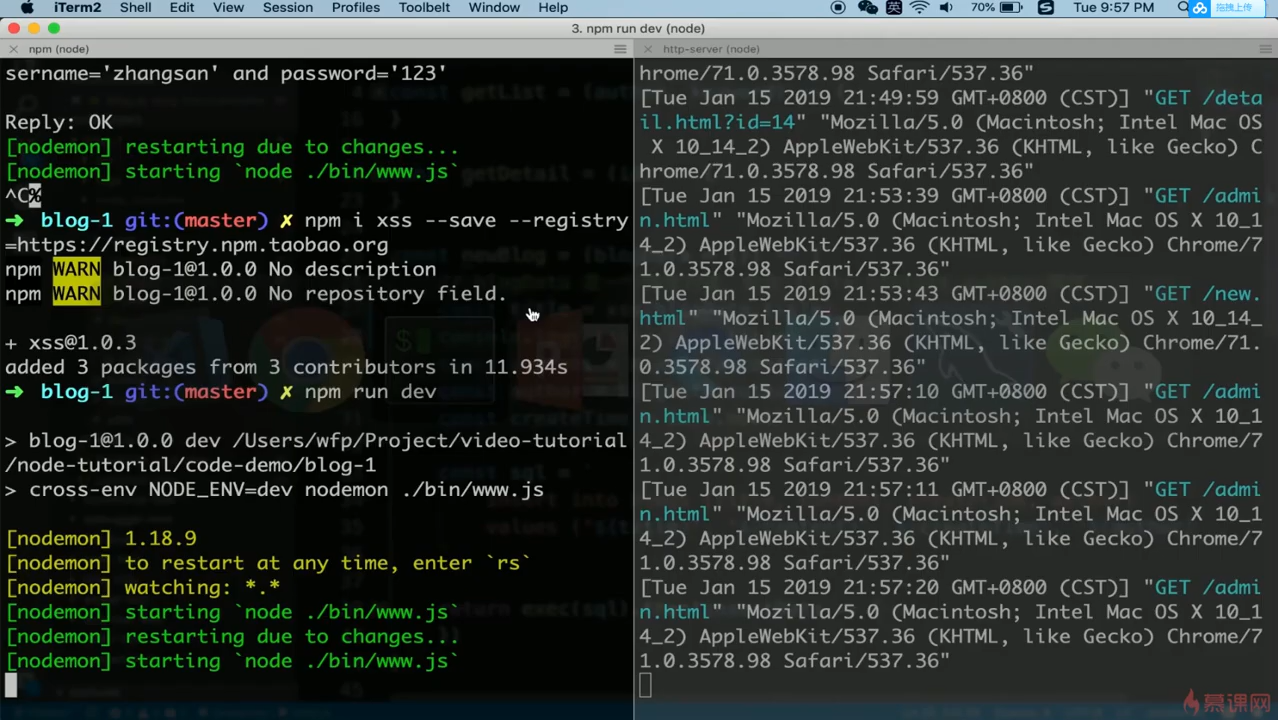 iTerm2 Shell Edit View Session Profiles Toolbelt Window Help 英 70% Tue 9:57 PM 拖拽上传
3. npm run dev (node)
npm (node)
sername='zhangsan' and password='123'
Reply: OK
[nodemon] restarting due to changes...
[nodemon] starting `node ./bin/www.js`
^C%
➜ blog-1 git:(master) ✗ npm i xss --save --registry
=https://registry.npm.taobao.org
npm WARN blog-1@1.0.0 No description
npm WARN blog-1@1.0.0 No repository field.
+ xss@1.0.3
added 3 packages from 3 contributors in 11.934s
➜ blog-1 git:(master) ✗ npm run dev
> blog-1@1.0.0 dev /Users/wfp/Project/video-tutorial
/node-tutorial/code-demo/blog-1
> cross-env NODE_ENV=dev nodemon ./bin/www.js
[nodemon] 1.18.9
[nodemon] to restart at any time, enter `rs`
[nodemon] watching: *.*
[nodemon] starting `node ./bin/www.js`
[nodemon] restarting due to changes...
[nodemon] starting `node ./bin/www.js`
http-server (node)
hrome/71.0.3578.98 Safari/537.36"
[Tue Jan 15 2019 21:49:59 GMT+0800 (CST)] "GET /deta
il.html?id=14" "Mozilla/5.0 (Macintosh; Intel Mac OS
X 10_14_2) AppleWebKit/537.36 (KHTML, like Gecko) C
hrome/71.0.3578.98 Safari/537.36"
[Tue Jan 15 2019 21:53:39 GMT+0800 (CST)] "GET /admi
n.html" "Mozilla/5.0 (Macintosh; Intel Mac OS X 10_1
4_2) AppleWebKit/537.36 (KHTML, like Gecko) Chrome/7
1.0.3578.98 Safari/537.36"
[Tue Jan 15 2019 21:53:43 GMT+0800 (CST)] "GET /new.
html" "Mozilla/5.0 (Macintosh; Intel Mac OS X 10_14_
2) AppleWebKit/537.36 (KHTML, like Gecko) Chrome/71.
0.3578.98 Safari/537.36"
[Tue Jan 15 2019 21:57:10 GMT+0800 (CST)] "GET /admi
n.html" "Mozilla/5.0 (Macintosh; Intel Mac OS X 10_1
4_2) AppleWebKit/537.36 (KHTML, like Gecko) Chrome/7
1.0.3578.98 Safari/537.36"
[Tue Jan 15 2019 21:57:11 GMT+0800 (CST)] "GET /admi
n.html" "Mozilla/5.0 (Macintosh; Intel Mac OS X 10_1
4_2) AppleWebKit/537.36 (KHTML, like Gecko) Chrome/7
1.0.3578.98 Safari/537.36"
[Tue Jan 15 2019 21:57:20 GMT+0800 (CST)] "GET /admi
n.html" "Mozilla/5.0 (Macintosh; Intel Mac OS X 10_1
4_2) AppleWebKit/537.36 (KHTML, like Gecko) Chrome/7
1.0.3578.98 Safari/537.36"
慕课网